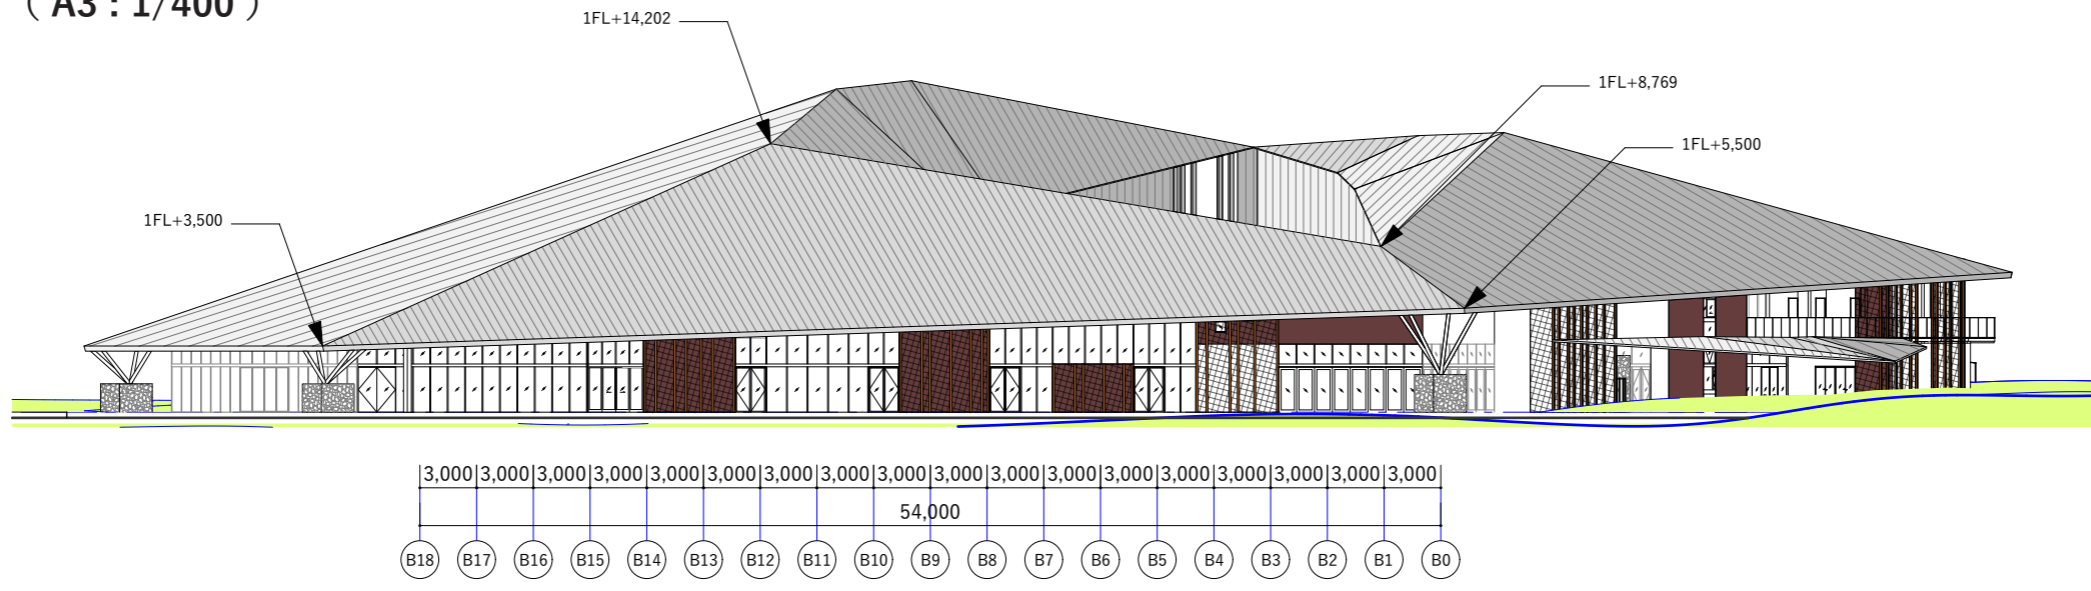 （ A3 : 1/400 ）
1FL+14,202
1FL+8,769
1FL+5,500
1FL+3,500
3,000 3,000 3,000 3,000 3,000 3,000 3,000 3,000 3,000 3,000 3,000 3,000 3,000 3,000 3,000 3,000 3,000 3,000
54,000
B18 B17 B16 B15 B14 B13 B12 B11 B10 B9 B8 B7 B6 B5 B4 B3 B2 B1 B0